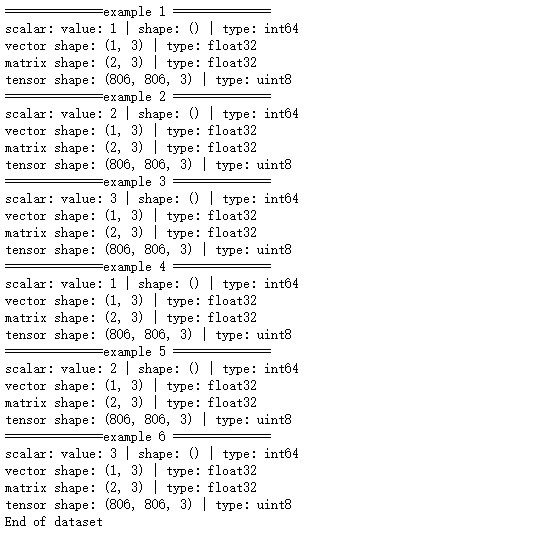 ==============example 1 ==============
scalar: value: 1 | shape: () | type: int64
vector shape: (1, 3) | type: float32
matrix shape: (2, 3) | type: float32
tensor shape: (806, 806, 3) | type: uint8
==============example 2 ==============
scalar: value: 2 | shape: () | type: int64
vector shape: (1, 3) | type: float32
matrix shape: (2, 3) | type: float32
tensor shape: (806, 806, 3) | type: uint8
==============example 3 ==============
scalar: value: 3 | shape: () | type: int64
vector shape: (1, 3) | type: float32
matrix shape: (2, 3) | type: float32
tensor shape: (806, 806, 3) | type: uint8
==============example 4 ==============
scalar: value: 1 | shape: () | type: int64
vector shape: (1, 3) | type: float32
matrix shape: (2, 3) | type: float32
tensor shape: (806, 806, 3) | type: uint8
==============example 5 ==============
scalar: value: 2 | shape: () | type: int64
vector shape: (1, 3) | type: float32
matrix shape: (2, 3) | type: float32
tensor shape: (806, 806, 3) | type: uint8
==============example 6 ==============
scalar: value: 3 | shape: () | type: int64
vector shape: (1, 3) | type: float32
matrix shape: (2, 3) | type: float32
tensor shape: (806, 806, 3) | type: uint8
End of dataset